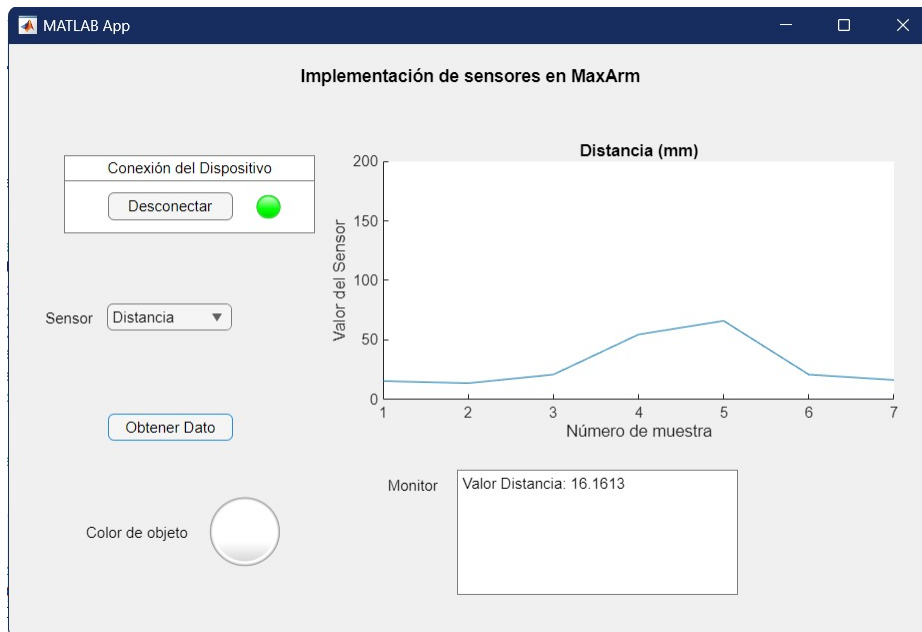 MATLAB App
Implementación de sensores en MaxArm
Conexión del Dispositivo
Desconectar
Sensor
Distancia
Obtener Dato
Color de objeto
Distancia (mm)
Valor del Sensor
200
150
100
50
0
1 2 3 4 5 6 7
Número de muestra
Monitor
Valor Distancia: 16.1613